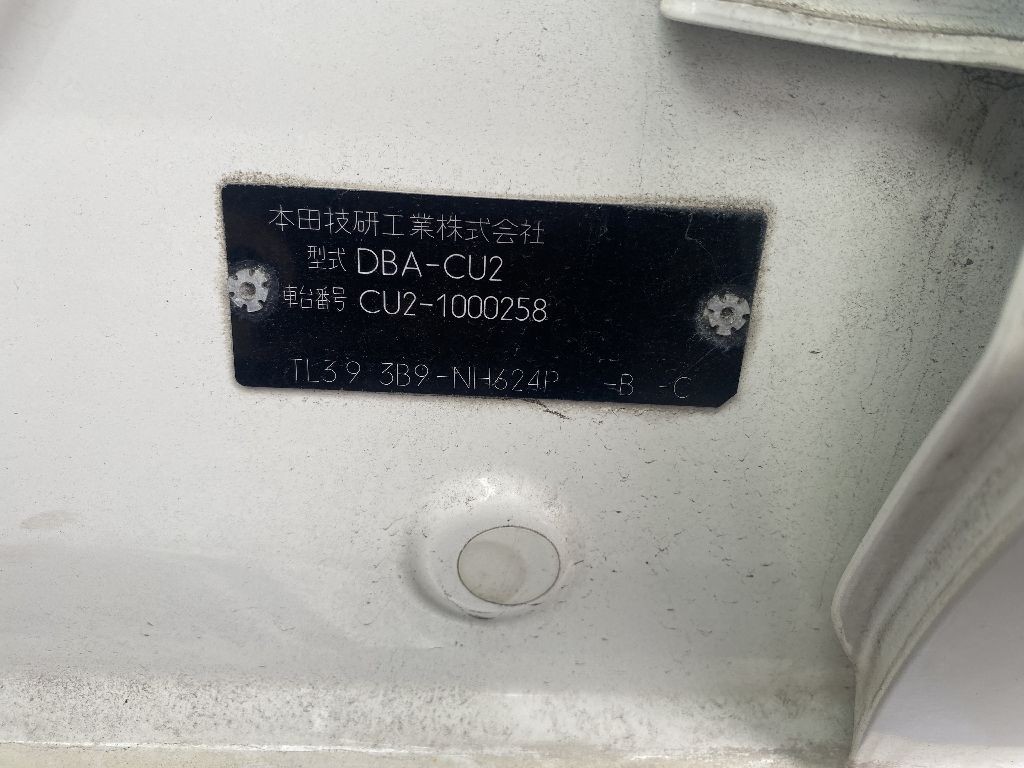 本田技研工業株式会社
型式 DBA-CU2
車台番号 CU2-1000258
TL39 3B9-NH624P -B -C